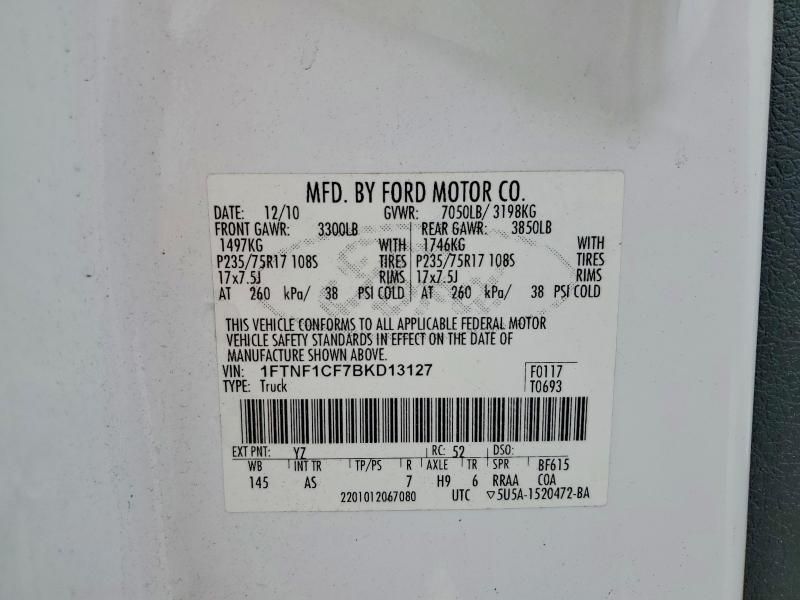 MFD. BY FORD MOTOR CO.
DATE: 12/10 GVWR: 7050LB/ 3198KG
FRONT GAWR: 3300LB REAR GAWR: 3850LB
1497KG WITH 1746KG WITH
P235/75R17 108S TIRES P235/75R17 108S TIRES
17x7.5J RIMS 17x7.5J RIMS
AT 260 kPa/ 38 PSI COLD AT 260 kPa/ 38 PSI COLD
THIS VEHICLE CONFORMS TO ALL APPLICABLE FEDERAL MOTOR
VEHICLE SAFETY STANDARDS IN EFFECT ON THE DATE OF
MANUFACTURE SHOWN ABOVE.
VIN: 1FTNF1CF7BKD13127 F0117
TYPE: Truck T0693
EXT PNT: YZ RC: 52 DSO:
WB INT TR TP/PS R AXLE TR SPR BF615
145 AS 7 H9 6 RRAA COA
2201012067080 UTC ▽5U5A-1520472-BA